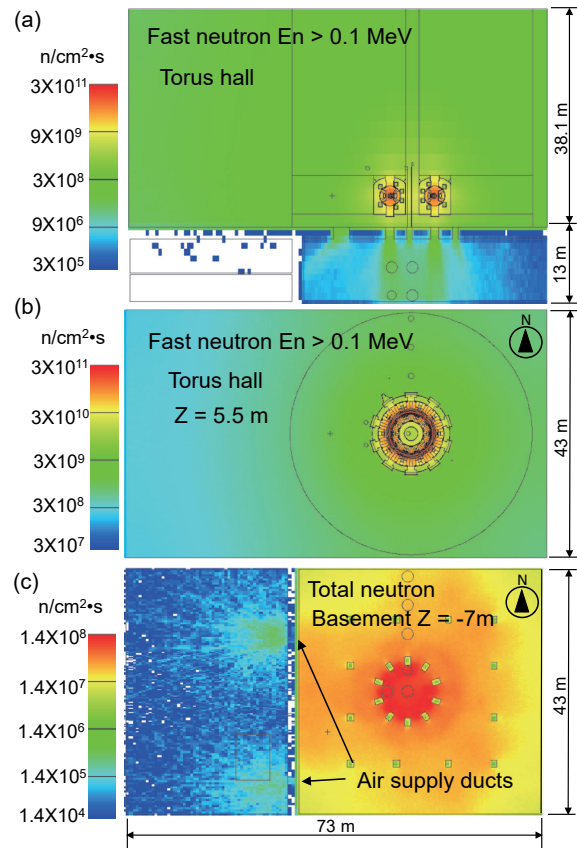 (a)
Fast neutron En > 0.1 MeV
Torus hall
n/cm²•s
3X10¹¹
9X10⁹
3X10⁸
9X10⁶
3X10⁵
38.1 m
13 m
(b)
Fast neutron En > 0.1 MeV
Torus hall
Z = 5.5 m
N
n/cm²•s
3X10¹¹
3X10¹⁰
3X10⁹
3X10⁸
3X10⁷
43 m
(c)
Total neutron
Basement Z = -7m
N
n/cm²•s
1.4X10⁸
1.4X10⁷
1.4X10⁶
1.4X10⁵
1.4X10⁴
Air supply ducts
43 m
73 m